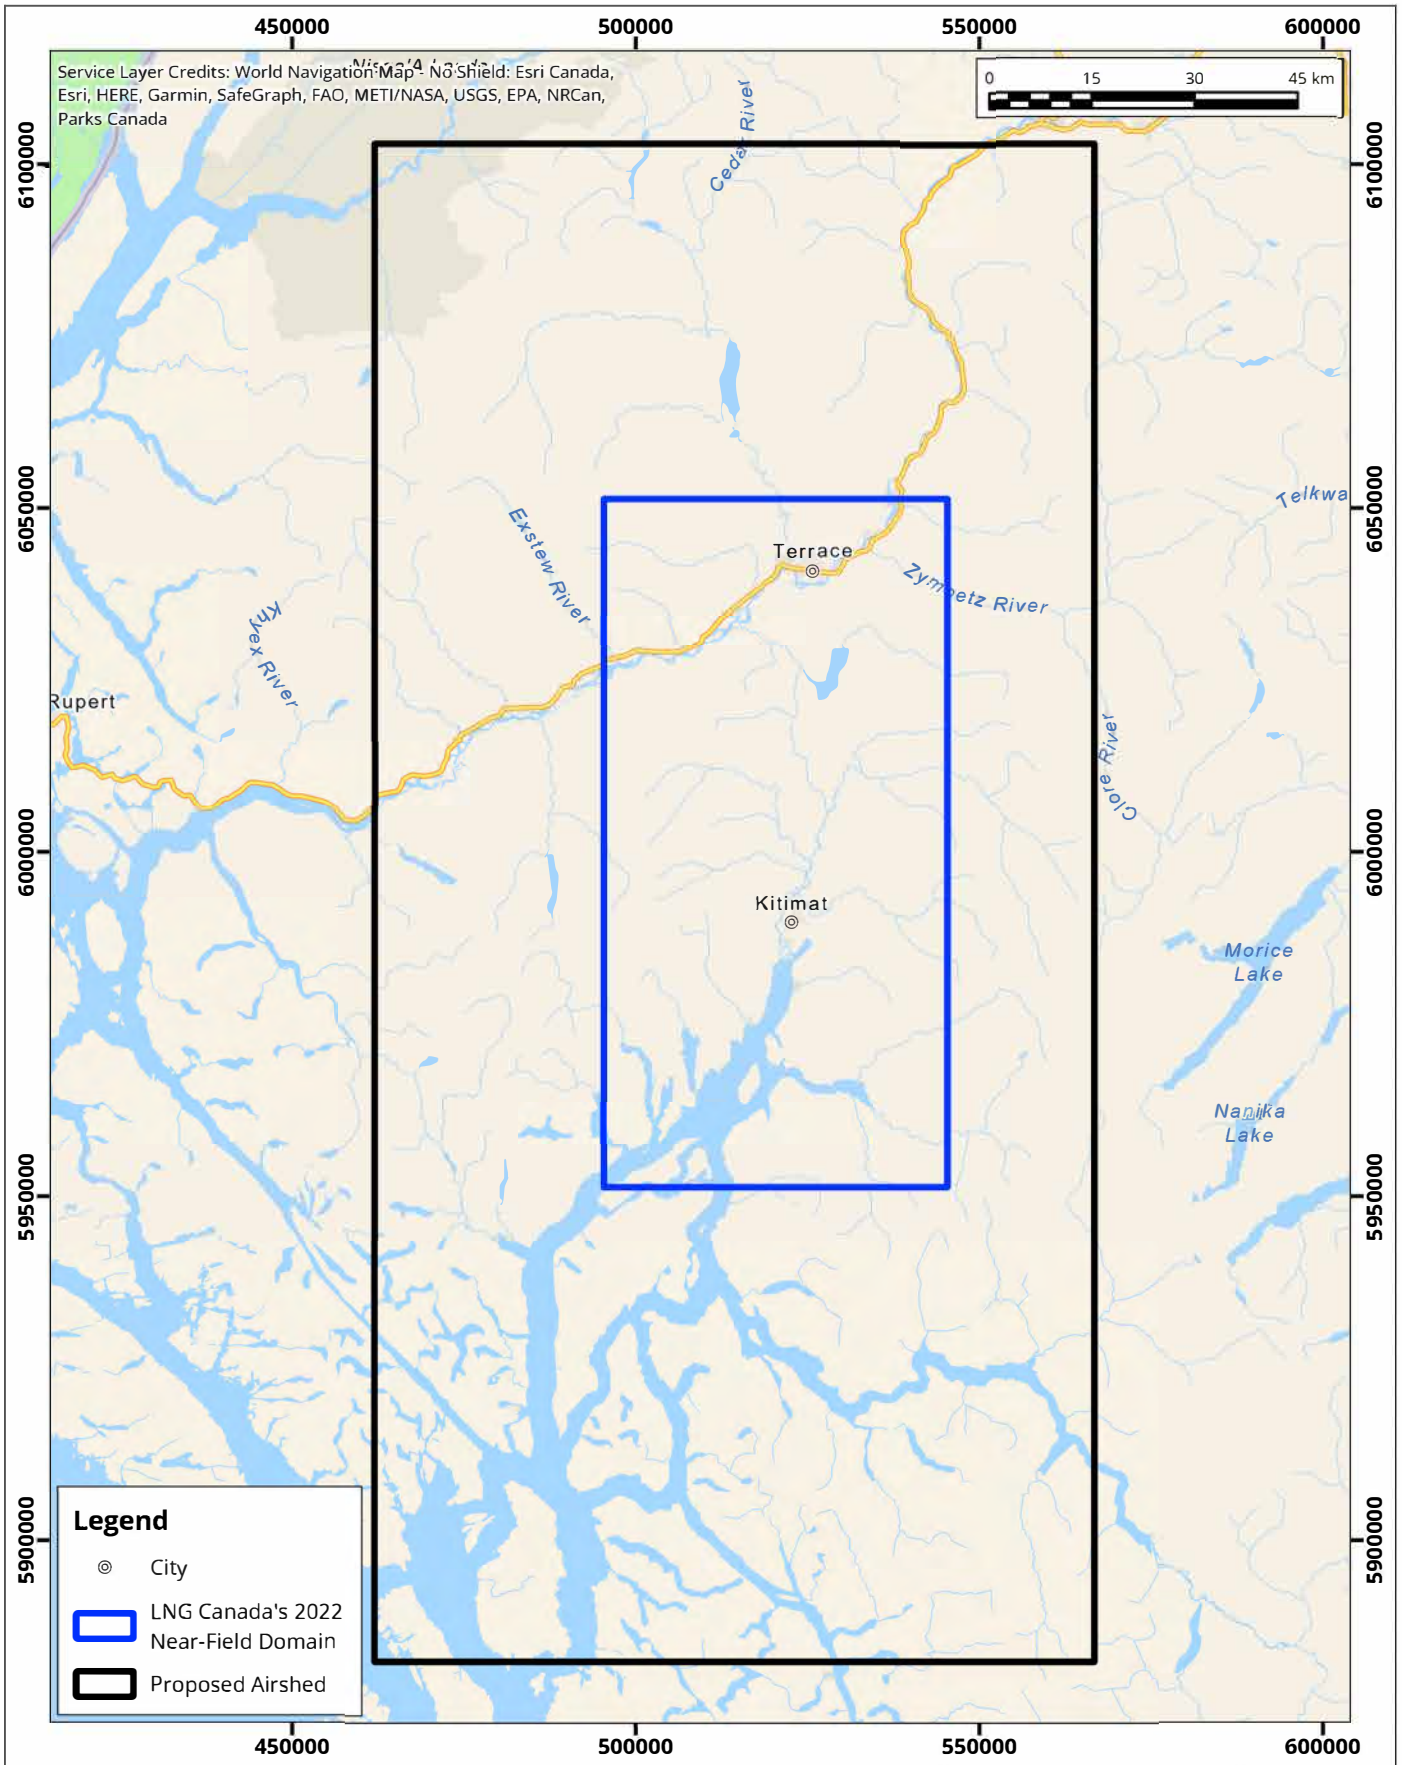 450000
500000
550000
600000
Service Layer Credits: World Navigation Map - No Shield: Esri Canada,
Esri, HERE, Garmin, SafeGraph, FAO, METI/NASA, USGS, EPA, NRCan,
Parks Canada
0
15
30
45 km
Cedar River
6100000
6100000
6050000
6050000
Telkwa
Exstew River
Terrace
Zymoetz River
Khyex River
Rupert
Clore River
6000000
6000000
Kitimat
Morice
Lake
Nanika
Lake
5950000
5950000
5900000
5900000
Legend
City
LNG Canada's 2022
Near-Field Domain
Proposed Airshed
450000
500000
550000
600000